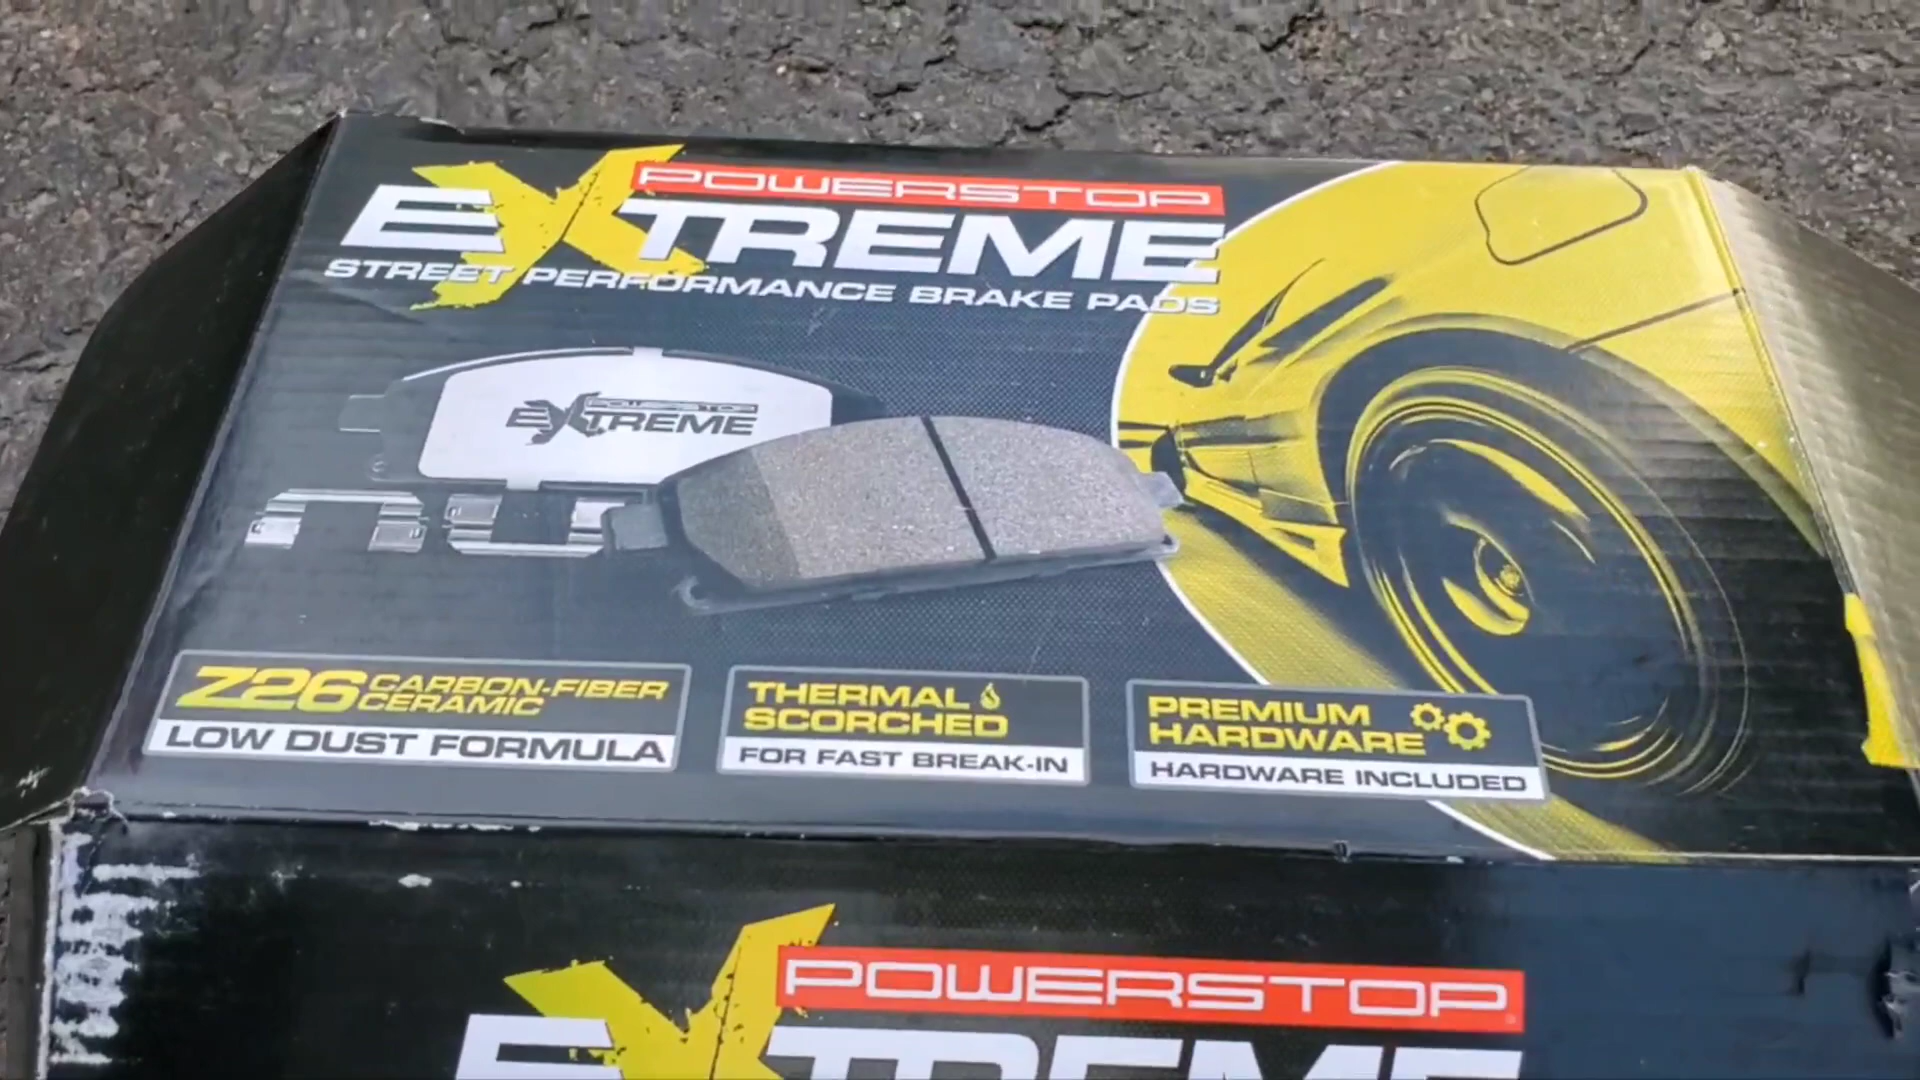 POWERSTOP
EXTREME
STREET PERFORMANCE BRAKE PADS
POWERSTOP
EXTREME
Z26 CARBON-FIBER
CERAMIC
LOW DUST FORMULA
THERMAL
SCORCHED
FOR FAST BREAK-IN
PREMIUM
HARDWARE
HARDWARE INCLUDED
POWERSTOP
EXTREME